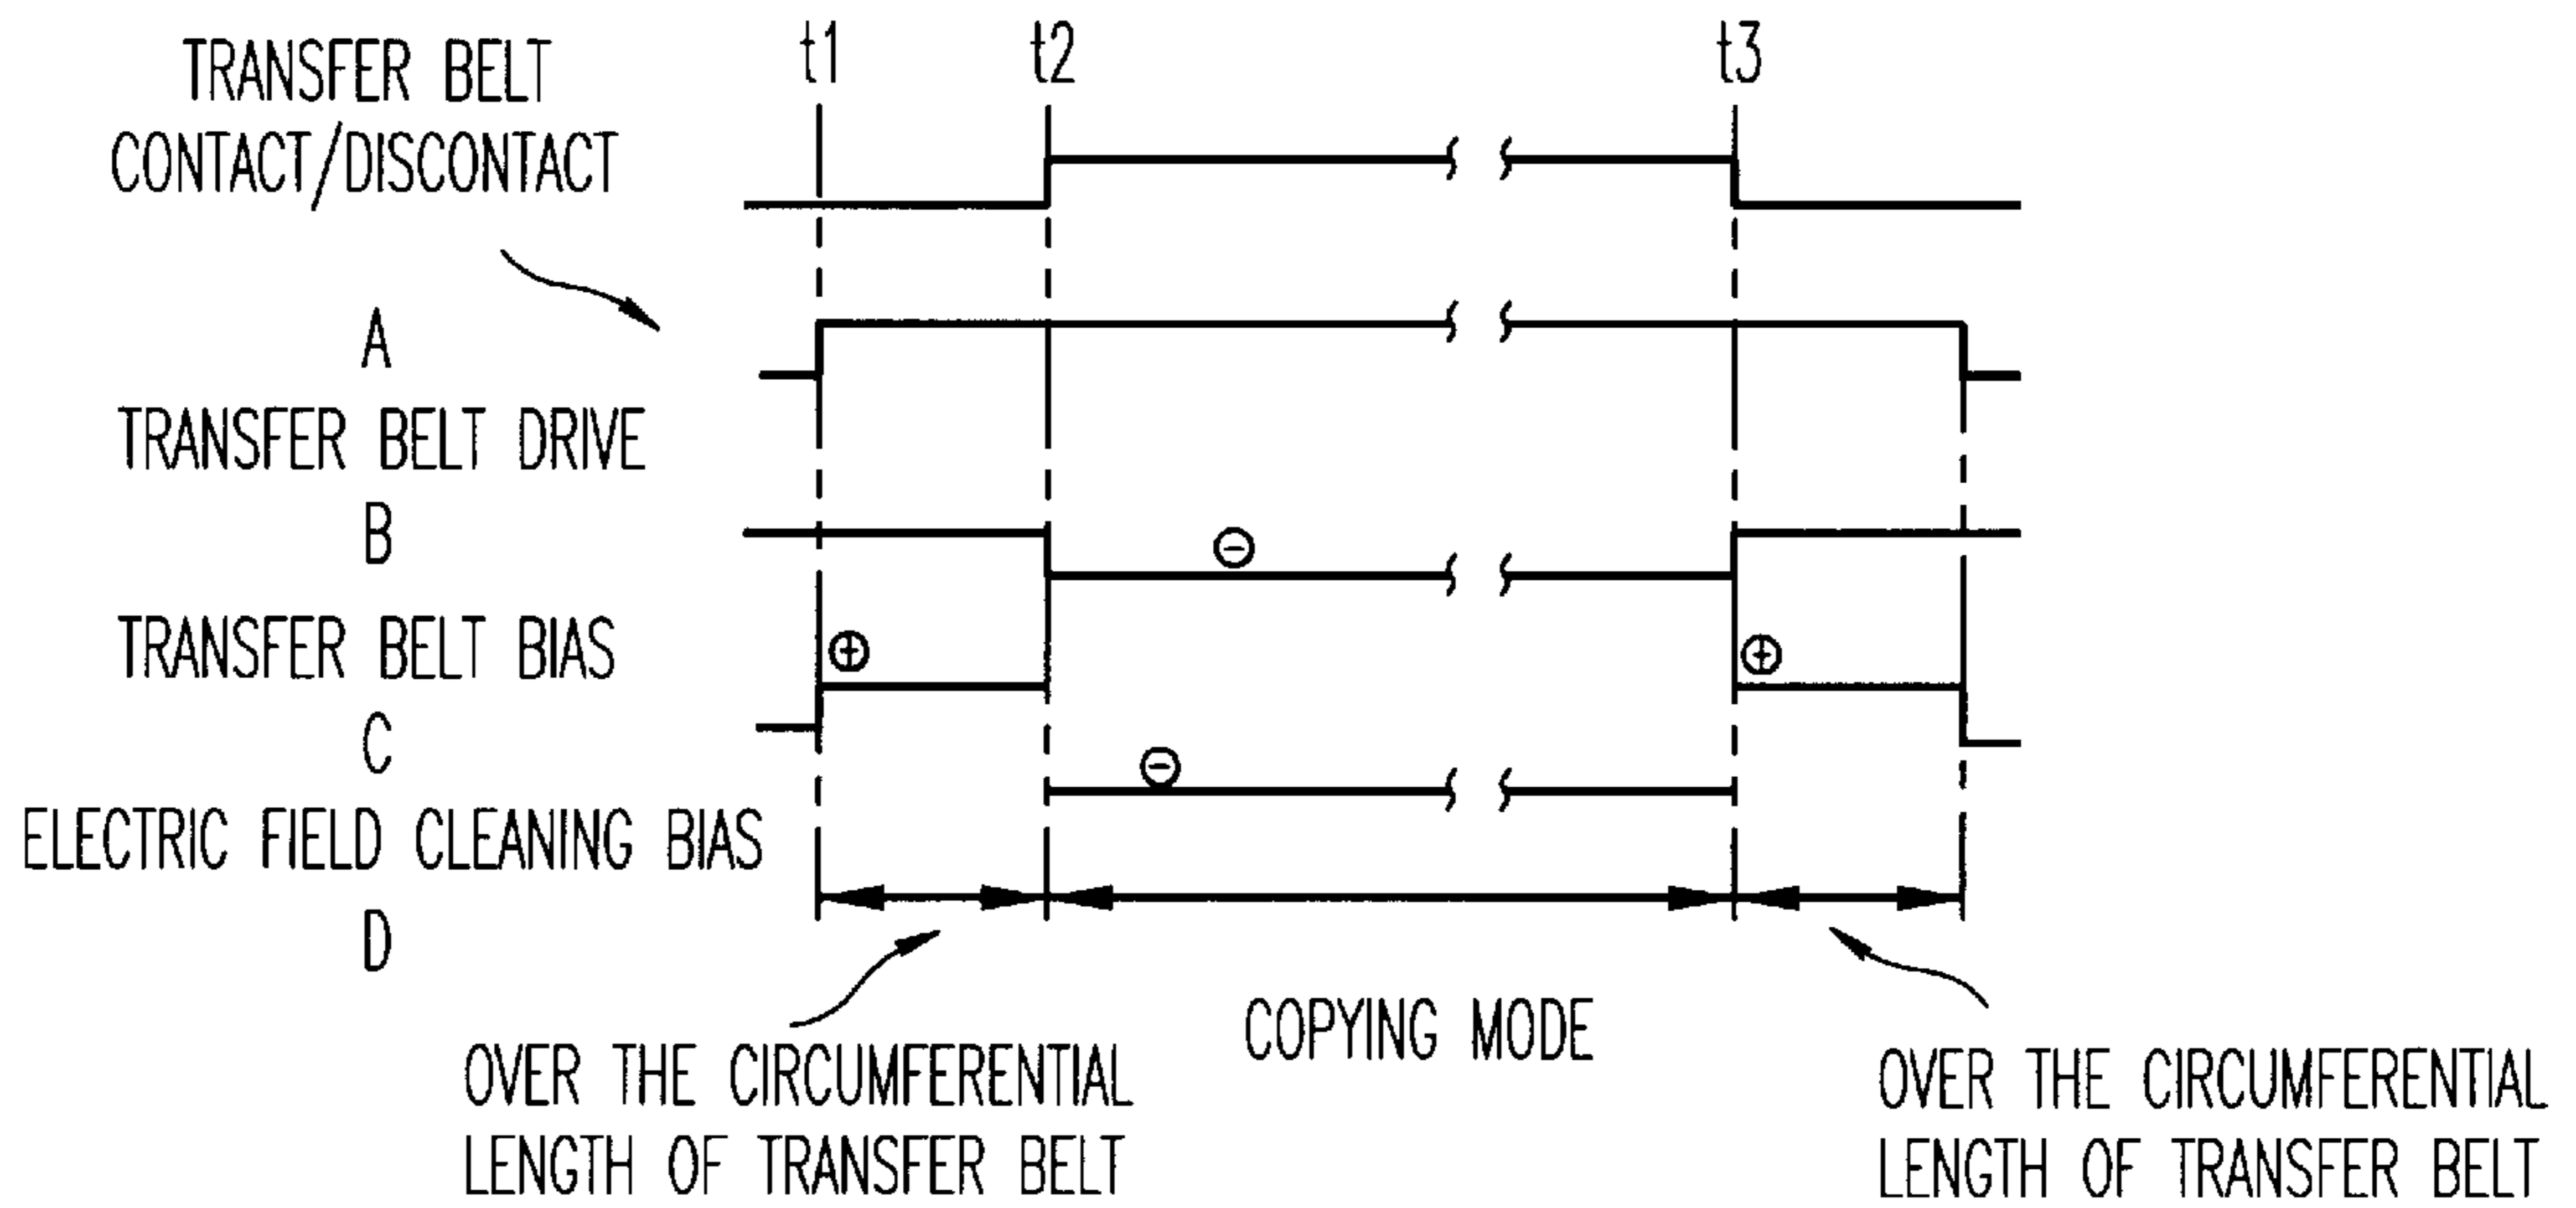 t1
t2
t3
TRANSFER BELT
CONTACT/DISCONTACT
A
TRANSFER BELT DRIVE
B
TRANSFER BELT BIAS
C
ELECTRIC FIELD CLEANING BIAS
D
⊖
⊕
⊕
⊖
OVER THE CIRCUMFERENTIAL
LENGTH OF TRANSFER BELT
COPYING MODE
OVER THE CIRCUMFERENTIAL
LENGTH OF TRANSFER BELT